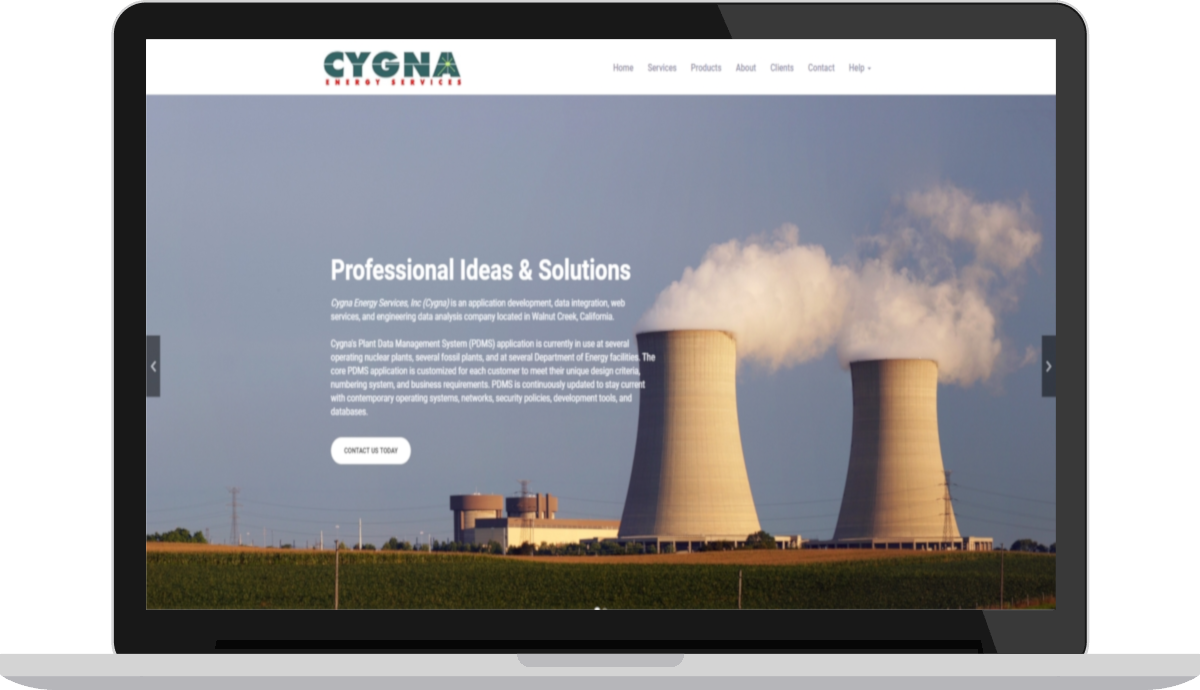 CYGNA
ENERGY SERVICES
Home Services Products About Clients Contact Help
Professional Ideas & Solutions
Cygna Energy Services, Inc (Cygna) is an application development, data integration, web
services, and engineering data analysis company located in Walnut Creek, California.
Cygna's Plant Data Management System (PDMS) application is currently in use at several
operating nuclear plants, several fossil plants, and at several Department of Energy facilities. The
core PDMS application is customized for each customer to meet their unique design criteria,
numbering system, and business requirements. PDMS is continuously updated to stay current
with contemporary operating systems, networks, security policies, development tools, and
databases.
CONTACT US TODAY